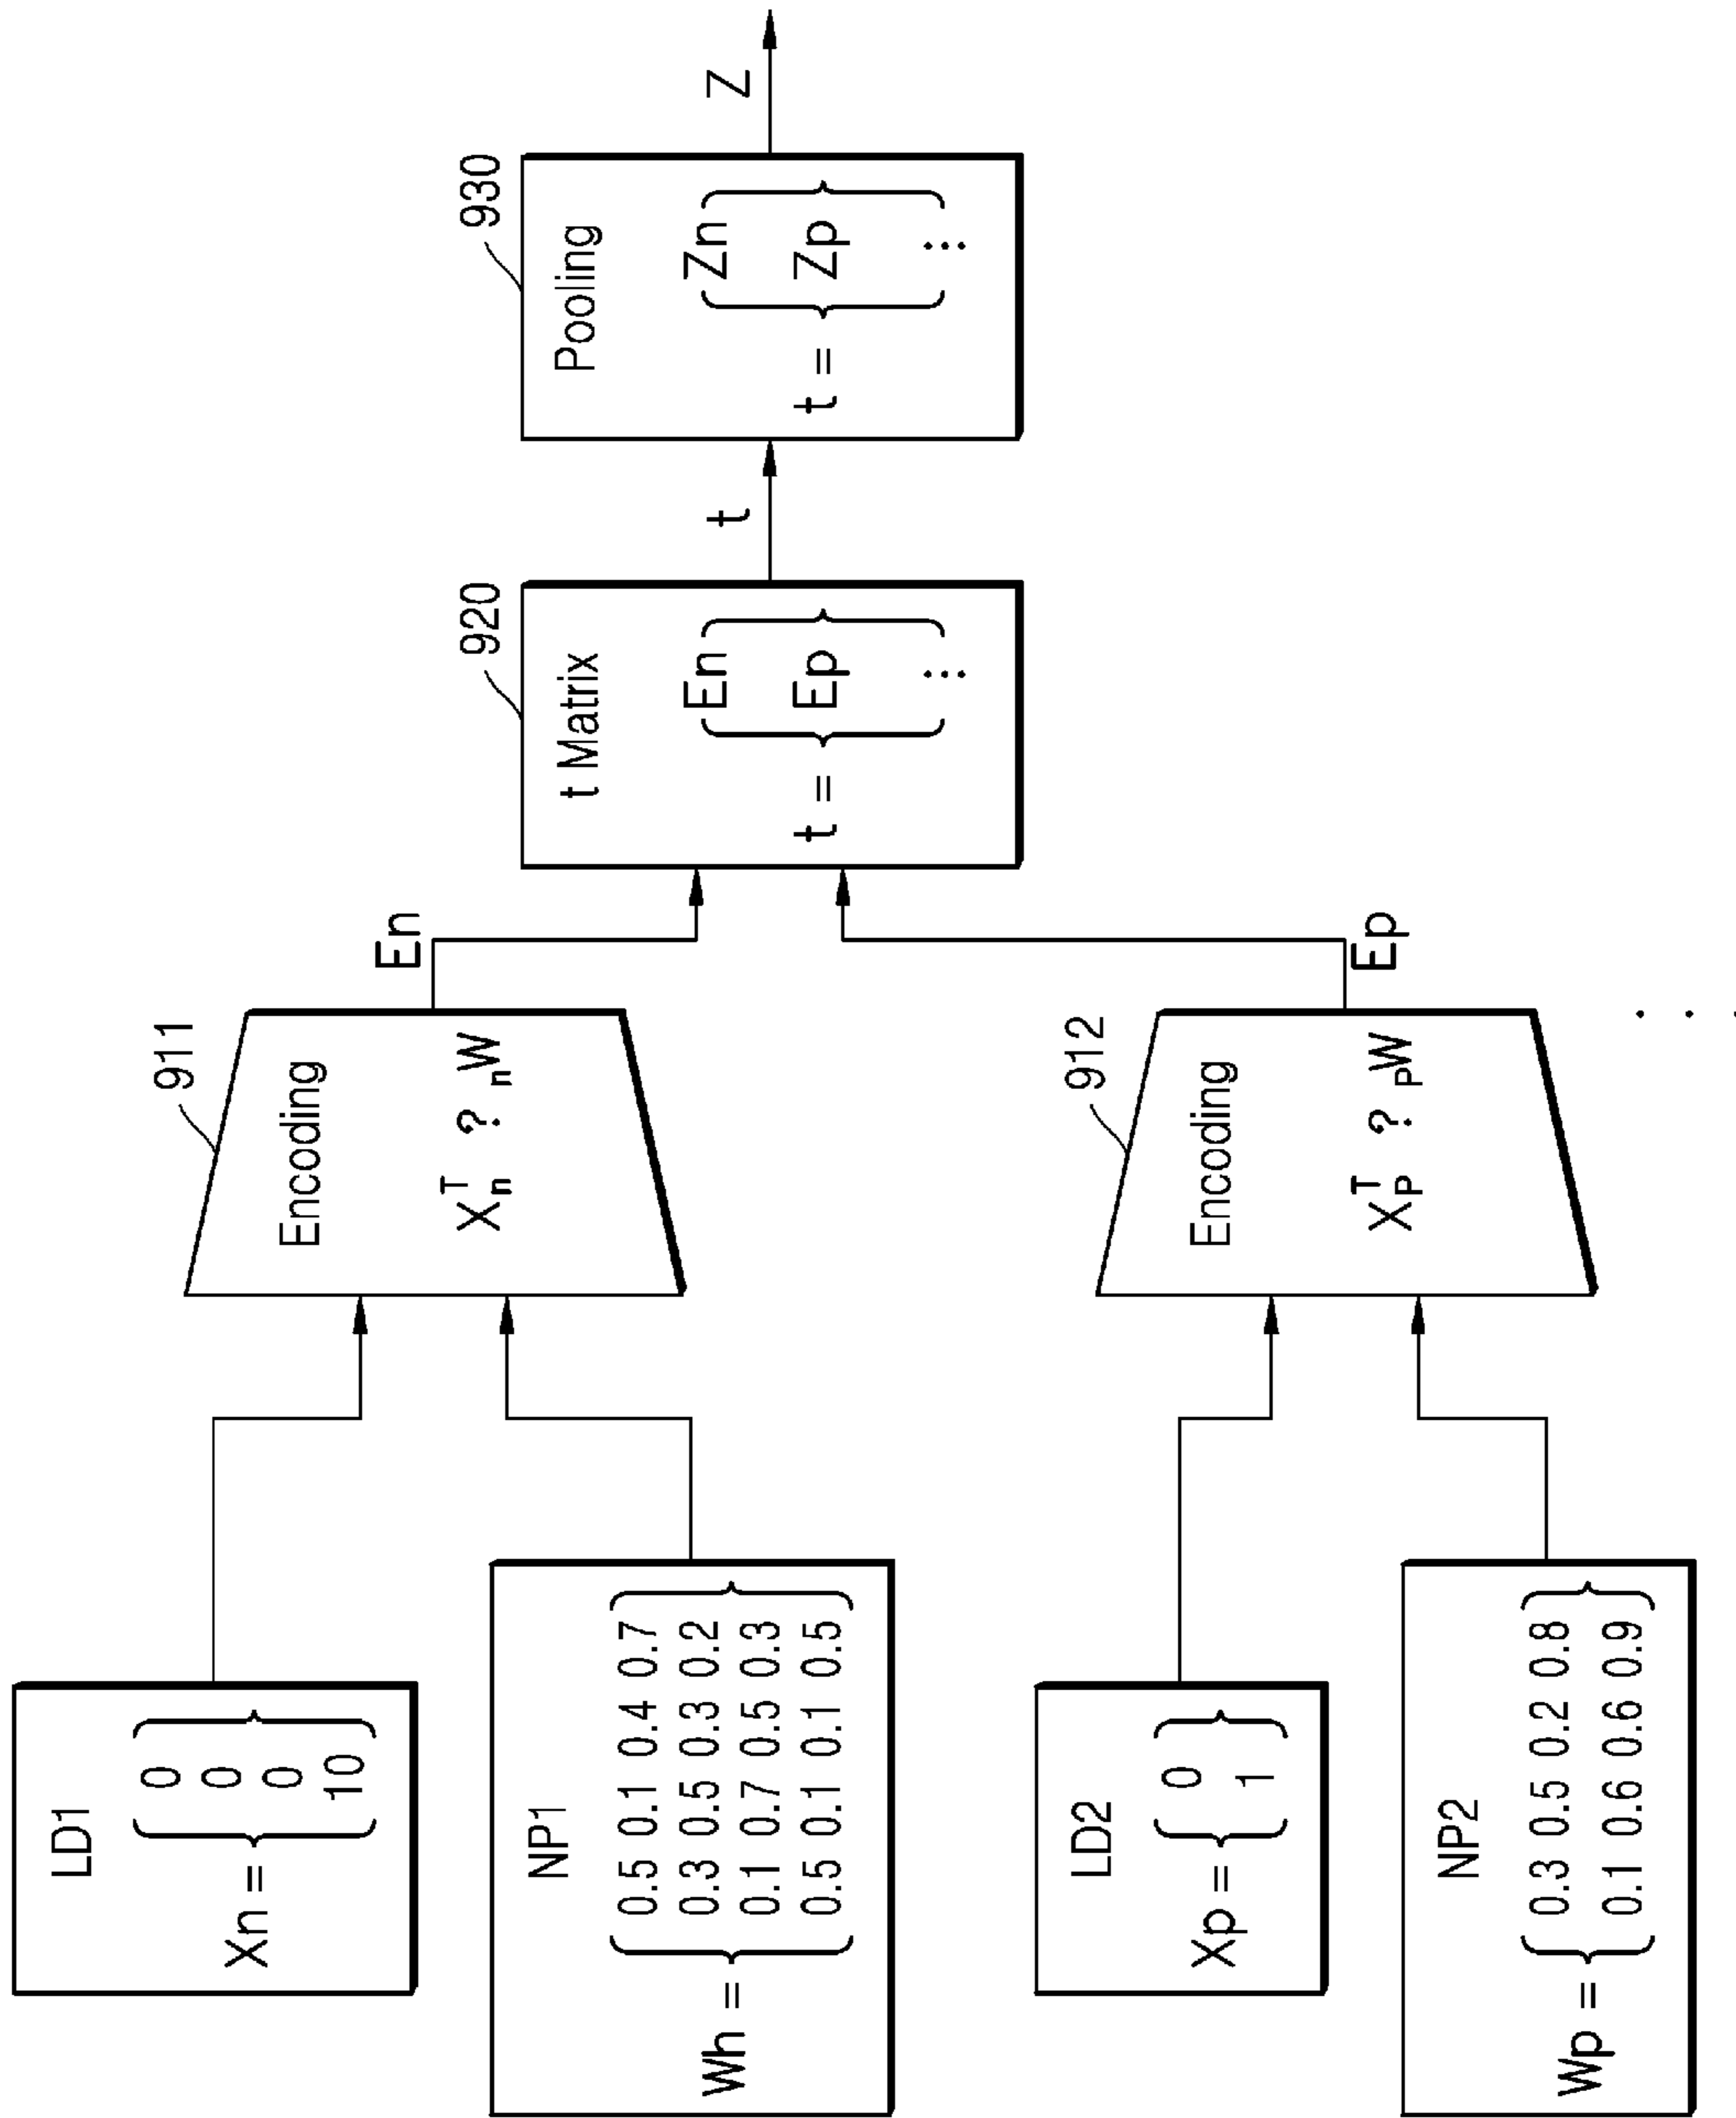 LD1
Xn =
0
0
0
10
NP1
Wh =
0.5 0.1 0.4 0.7
0.3 0.5 0.3 0.2
0.1 0.7 0.5 0.3
0.5 0.1 0.1 0.5
911
Encoding
X_n^T ? _nW
En
LD2
Xp =
0
1
NP2
Wp =
0.3 0.5 0.2 0.8
0.1 0.6 0.6 0.9
912
Encoding
X_P^T ? _PW
Ep
920
t Matrix
En
t = Ep
⋮
t
930
Pooling
Zn
t = Zp
⋮
Z